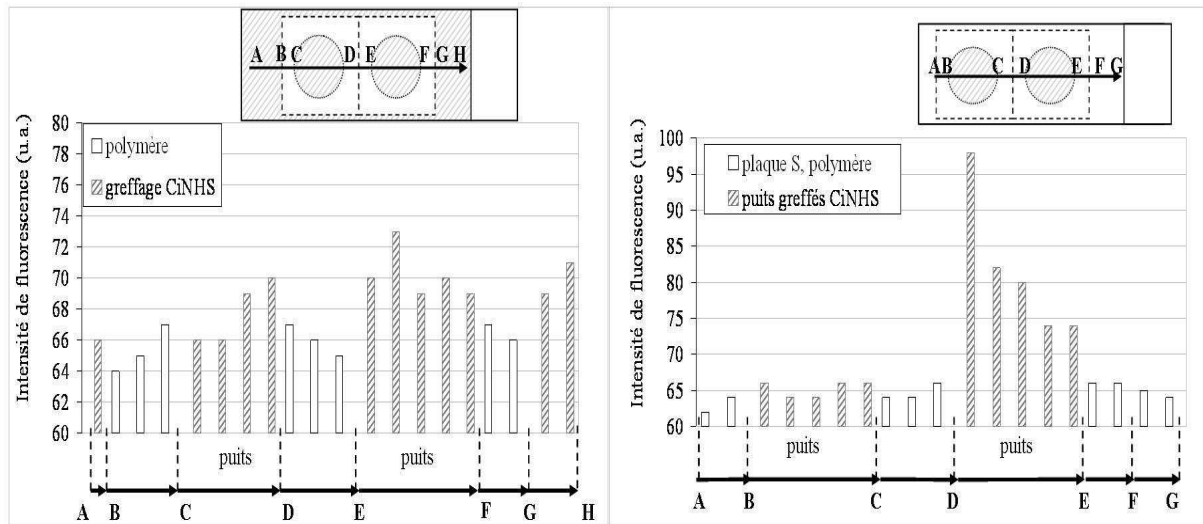 A B C D E F G H
80
78
76
74
72
70
68
66
64
62
60
Intensité de fluorescence (u.a.)
polymère
greffage CiNHS
puits puits
A B C D E F G H
AB C D E F G
100
95
90
85
80
75
70
65
60
Intensité de fluorescence (u.a.)
plaque S, polymère
puits greffés CiNHS
puits puits
A B C D E F G